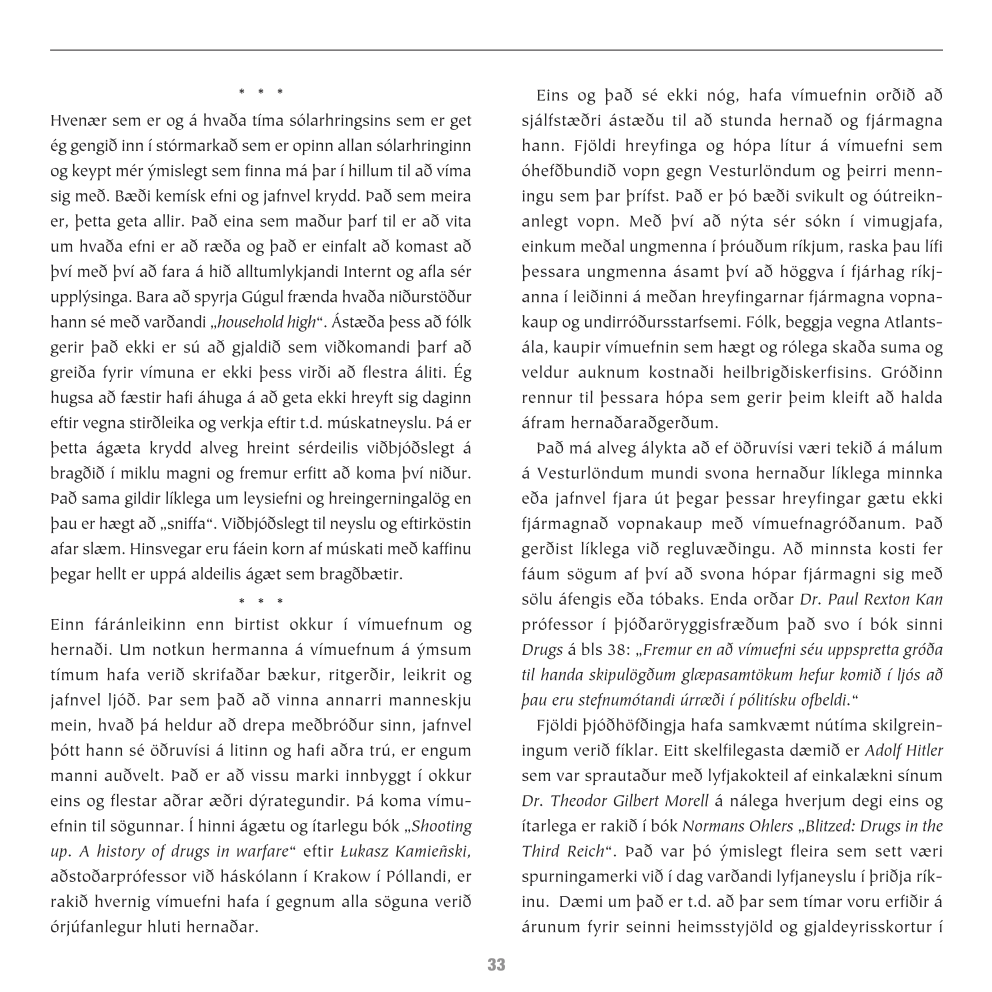 * * *
Hvenær sem er og á hvaða tíma sólarhringsins sem er get
ég gengið inn í stórmarkað sem er opinn allan sólarhringinn
og keypt mér ýmislegt sem finna má þar í hillum til að víma
sig með. Bæði kemísk efni og jafnvel krydd. Það sem meira
er, þetta geta allir. Það eina sem maður þarf til er að vita
um hvaða efni er að ræða og það er einfalt að komast að
því með því að fara á hið alltumlykjandi Internt og afla sér
upplýsinga. Bara að spyrja Gúgul frænda hvaða niðurstöður
hann sé með varðandi „household high“. Ástæða þess að fólk
gerir það ekki er sú að gjaldið sem viðkomandi þarf að
greiða fyrir vímuna er ekki þess virði að flestra áliti. Ég
hugsa að fæstir hafi áhuga á að geta ekki hreyft sig daginn
eftir vegna stirðleika og verkja eftir t.d. múskatneyslu. Þá er
þetta ágæta krydd alveg hreint sérdeilis viðbjóðslegt á
bragðið í miklu magni og fremur erfitt að koma því niður.
Það sama gildir líklega um leysiefni og hreingerningalög en
þau er hægt að „sniffa“. Viðbjóðslegt til neyslu og eftirköstin
afar slæm. Hinsvegar eru fáein korn af múskati með kaffinu
þegar hellt er uppá aldeilis ágæt sem bragðbætir.
* * *
Einn fáránleikinn enn birtist okkur í vímuefnum og
hernaði. Um notkun hermanna á vímuefnum á ýmsum
tímum hafa verið skrifaðar bækur, ritgerðir, leikrit og
jafnvel ljóð. Þar sem það að vinna annarri manneskju
mein, hvað þá heldur að drepa meðbróður sinn, jafnvel
þótt hann sé öðruvísi á litinn og hafi aðra trú, er engum
manni auðvelt. Það er að vissu marki innbyggt í okkur
eins og flestar aðrar æðri dýrategundir. Þá koma vímu-
efnin til sögunnar. Í hinni ágætu og ítarlegu bók „Shooting
up. A history of drugs in warfare“ eftir Łukasz Kamieński,
aðstoðarprófessor við háskólann í Krakow í Póllandi, er
rakið hvernig vímuefni hafa í gegnum alla söguna verið
órjúfanlegur hluti hernaðar.
Eins og það sé ekki nóg, hafa vímuefnin orðið að
sjálfstæðri ástæðu til að stunda hernað og fjármagna
hann. Fjöldi hreyfinga og hópa lítur á vímuefni sem
óhefðbundið vopn gegn Vesturlöndum og þeirri menn-
ingu sem þar þrífst. Það er þó bæði svikult og óútreikn-
anlegt vopn. Með því að nýta sér sókn í vimugjafa,
einkum meðal ungmenna í þróuðum ríkjum, raska þau lífi
þessara ungmenna ásamt því að höggva í fjárhag ríkj-
anna í leiðinni á meðan hreyfingarnar fjármagna vopna-
kaup og undirróðursstarfsemi. Fólk, beggja vegna Atlants-
ála, kaupir vímuefnin sem hægt og rólega skaða suma og
veldur auknum kostnaði heilbrigðiskerfisins. Gróðinn
rennur til þessara hópa sem gerir þeim kleift að halda
áfram hernaðaraðgerðum.
Það má alveg álykta að ef öðruvísi væri tekið á málum
á Vesturlöndum mundi svona hernaður líklega minnka
eða jafnvel fjara út þegar þessar hreyfingar gætu ekki
fjármagnað vopnakaup með vímuefnagróðanum. Það
gerðist líklega við regluvæðingu. Að minnsta kosti fer
fáum sögum af því að svona hópar fjármagni sig með
sölu áfengis eða tóbaks. Enda orðar Dr. Paul Rexton Kan
prófessor í þjóðaröryggisfræðum það svo í bók sinni
Drugs á bls 38: „Fremur en að vímuefni séu uppspretta gróða
til handa skipulögðum glæpasamtökum hefur komið í ljós að
þau eru stefnumótandi úrræði í pólitísku ofbeldi.“
Fjöldi þjóðhöfðingja hafa samkvæmt nútíma skilgrein-
ingum verið fíklar. Eitt skelfilegasta dæmið er Adolf Hitler
sem var sprautaður með lyfjakokteil af einkalækni sínum
Dr. Theodor Gilbert Morell á nálega hverjum degi eins og
ítarlega er rakið í bók Normans Ohlers „Blitzed: Drugs in the
Third Reich“. Það var þó ýmislegt fleira sem sett væri
spurningamerki við í dag varðandi lyfjaneyslu í þriðja rík-
inu. Dæmi um það er t.d. að þar sem tímar voru erfiðir á
árunum fyrir seinni heimsstyjöld og gjaldeyrisskortur í
33